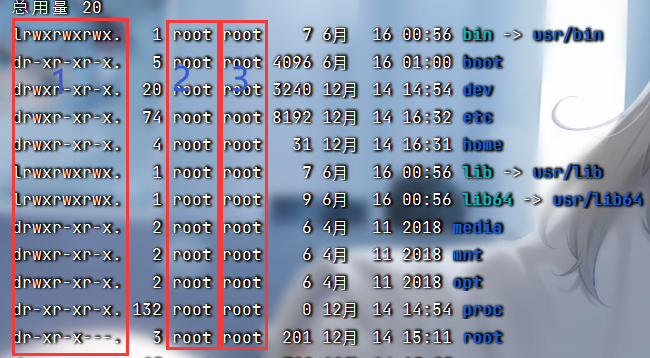 总用量 20
lrwxrwxrwx. 1 root root 7 6月 16 00:56 bin -> usr/bin
dr-xr-xr-x. 5 root root 4096 6月 16 01:00 boot
drwxr-xr-x. 20 root root 3240 12月 14 14:54 dev
drwxr-xr-x. 74 root root 8192 12月 14 16:32 etc
drwxr-xr-x. 4 root root 31 12月 14 16:31 home
lrwxrwxrwx. 1 root root 7 6月 16 00:56 lib -> usr/lib
lrwxrwxrwx. 1 root root 9 6月 16 00:56 lib64 -> usr/lib64
drwxr-xr-x. 2 root root 6 4月 11 2018 media
drwxr-xr-x. 2 root root 6 4月 11 2018 mnt
drwxr-xr-x. 2 root root 6 4月 11 2018 opt
dr-xr-xr-x. 132 root root 0 12月 14 14:54 proc
dr-xr-x---. 3 root root 201 12月 14 15:11 root
1 2 3